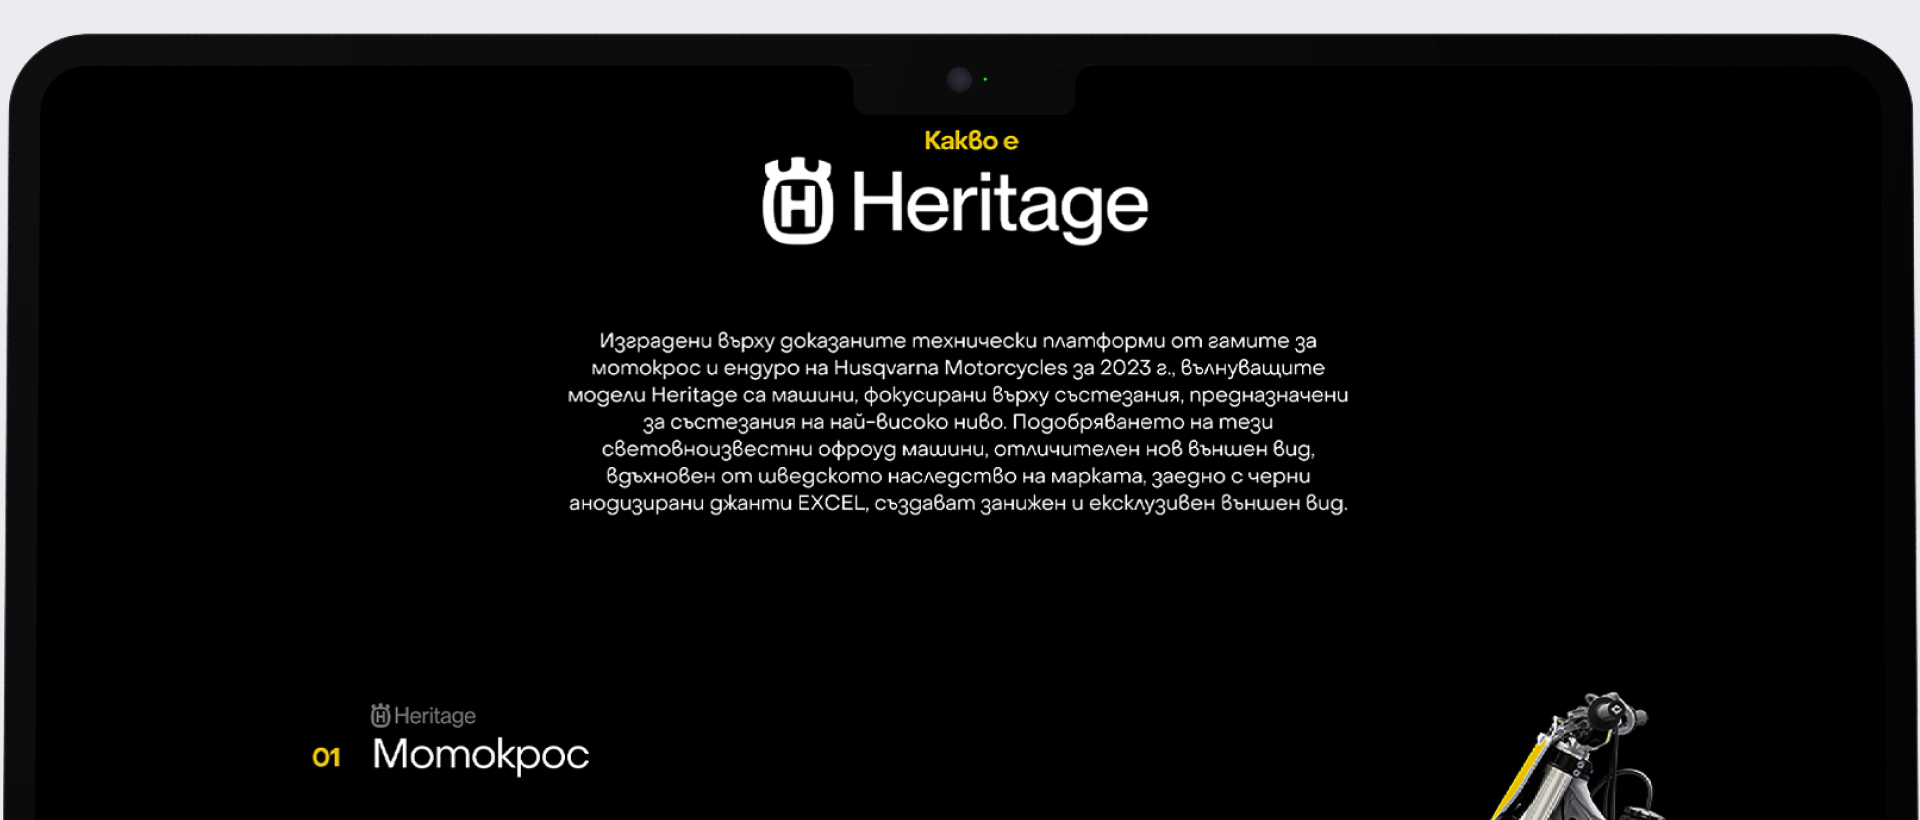 Какво е
H Heritage
Изградени върху доказаните технически платформи от гамите за
мотокрос и ендуро на Husqvarna Motorcycles за 2023 г., вълнуващите
модели Heritage са машини, фокусирани върху състезания, предназначени
за състезания на най-високо ниво. Подобряването на тези
световноизвестни офроуд машини, отличителен нов външен вид,
вдъхновен от шведското наследство на марката, заедно с черни
анодизирани джанти EXCEL, създават занижен и ексклузивен външен вид.
H Heritage
01 Мотокрос